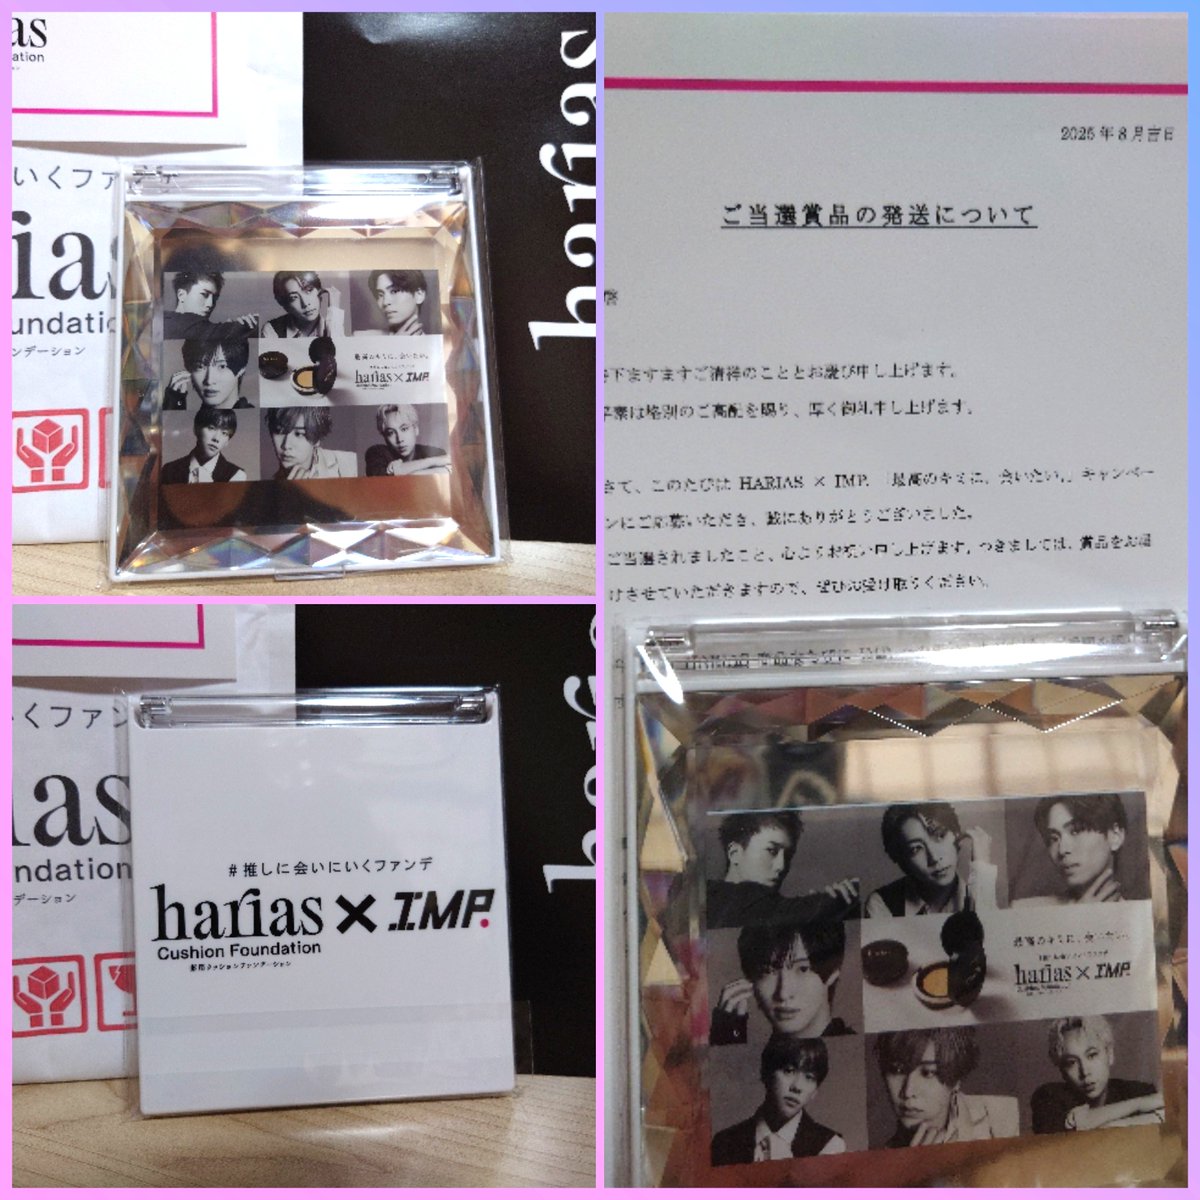 as
ation
いくファンデ
ias
undatio
ンデーション
harias
最高のキミに、会いたい。
harias × IMP.
2025年8月吉日
ご当選賞品の発送について
啓
下ますますご清祥のこととお慶び申し上げます。
素は格別のご高配を賜り、厚く御礼申し上げます。
さて、このたびは HARIAS × IMP. 「最高のキミに、会いたい。」キャンペー
ンにご応募いただき、誠にありがとうございました。
ご当選されましたこと、心よりお祝い申し上げます。つきましては、賞品をお届
けさせていただきますので、ぜひお受け取りください。
最高のキミに、会いたい。
harias × IMP.
いくファン
ias
undation
デーション
#推しに会いにいくファンデ
harias × IMP.
Cushion Foundation